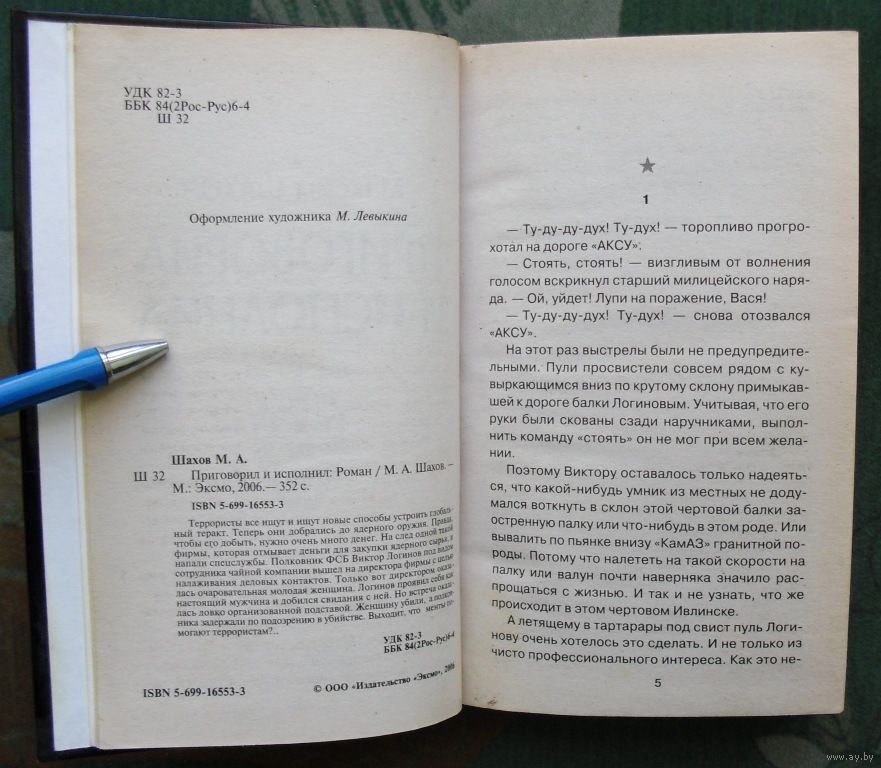 УДК 82-3
ББК 84(2Рос-Рус)6-4
Ш 32
Оформление художника М. Левыкина
Шахов М. А.
Ш 32 Приговорил и исполнил: Роман / М. А. Шахов. –
М.: Эксмо, 2006.— 352 с.
ISBN 5-699-16553-3
Террористы все ищут и ищут новые способы устроить глобаль-
ный теракт. Теперь они добрались до ядерного оружия. Правда,
чтобы его добыть, нужно очень много денег. На след одной такой
фирмы, которая отмывает деньги для закупки ядерного сырья, и
напали спецслужбы. Полковник ФСБ Виктор Логинов под видом
сотрудника чайной компании вышел на директора фирмы с целью
налаживания деловых контактов. Только вот директором оказа-
лась очаровательная молодая женщина. Логинов проявил себя как
настоящий мужчина и добился свидания с ней. Но встреча оказа-
лась ловко организованной подставой. Женщину убили, а полков-
ника задержали по подозрению в убийстве. Выходит, что менты по-
могают террористам?..
УДК 82-3
ББК 84(2Рос-Рус)6-4
ISBN 5-699-16553-3
© ООО «Издательство «Эксмо», 2006
1
— Ту-ду-ду-дух! Ту-дух! — торопливо прогро-
хотал на дороге «АКСУ».
— Стоять, стоять! — визгливым от волнения
голосом вскрикнул старший милицейского наря-
да. — Ой, уйдет! Лупи на поражение, Вася!
— Ту-ду-ду-дух! Ту-дух! — снова отозвался
«АКСУ».
На этот раз выстрелы были не предупредите-
льными. Пули просвистели совсем рядом с ку-
выркающимся вниз по крутому склону примыкав-
шей к дороге балки Логиновым. Учитывая, что его
руки были скованы сзади наручниками, выпол-
нить команду «стоять» он не мог при всем жела-
нии.
Поэтому Виктору оставалось только надеять-
ся, что какой-нибудь умник из местных не доду-
мался воткнуть в склон этой чертовой балки за-
остренную палку или что-нибудь в этом роде. Или
вывалить по пьянке внизу «КамАЗ» гранитной по-
роды. Потому что налететь на такой скорости на
палку или валун почти наверняка значило рас-
прощаться с жизнью. И так и не узнать, что же
происходит в этом чертовом Ивлинске.
А летящему в тартарары под свист пуль Логи-
нову очень хотелось это сделать. И не только из
чисто профессионального интереса. Как это не-
5
www.ay.by